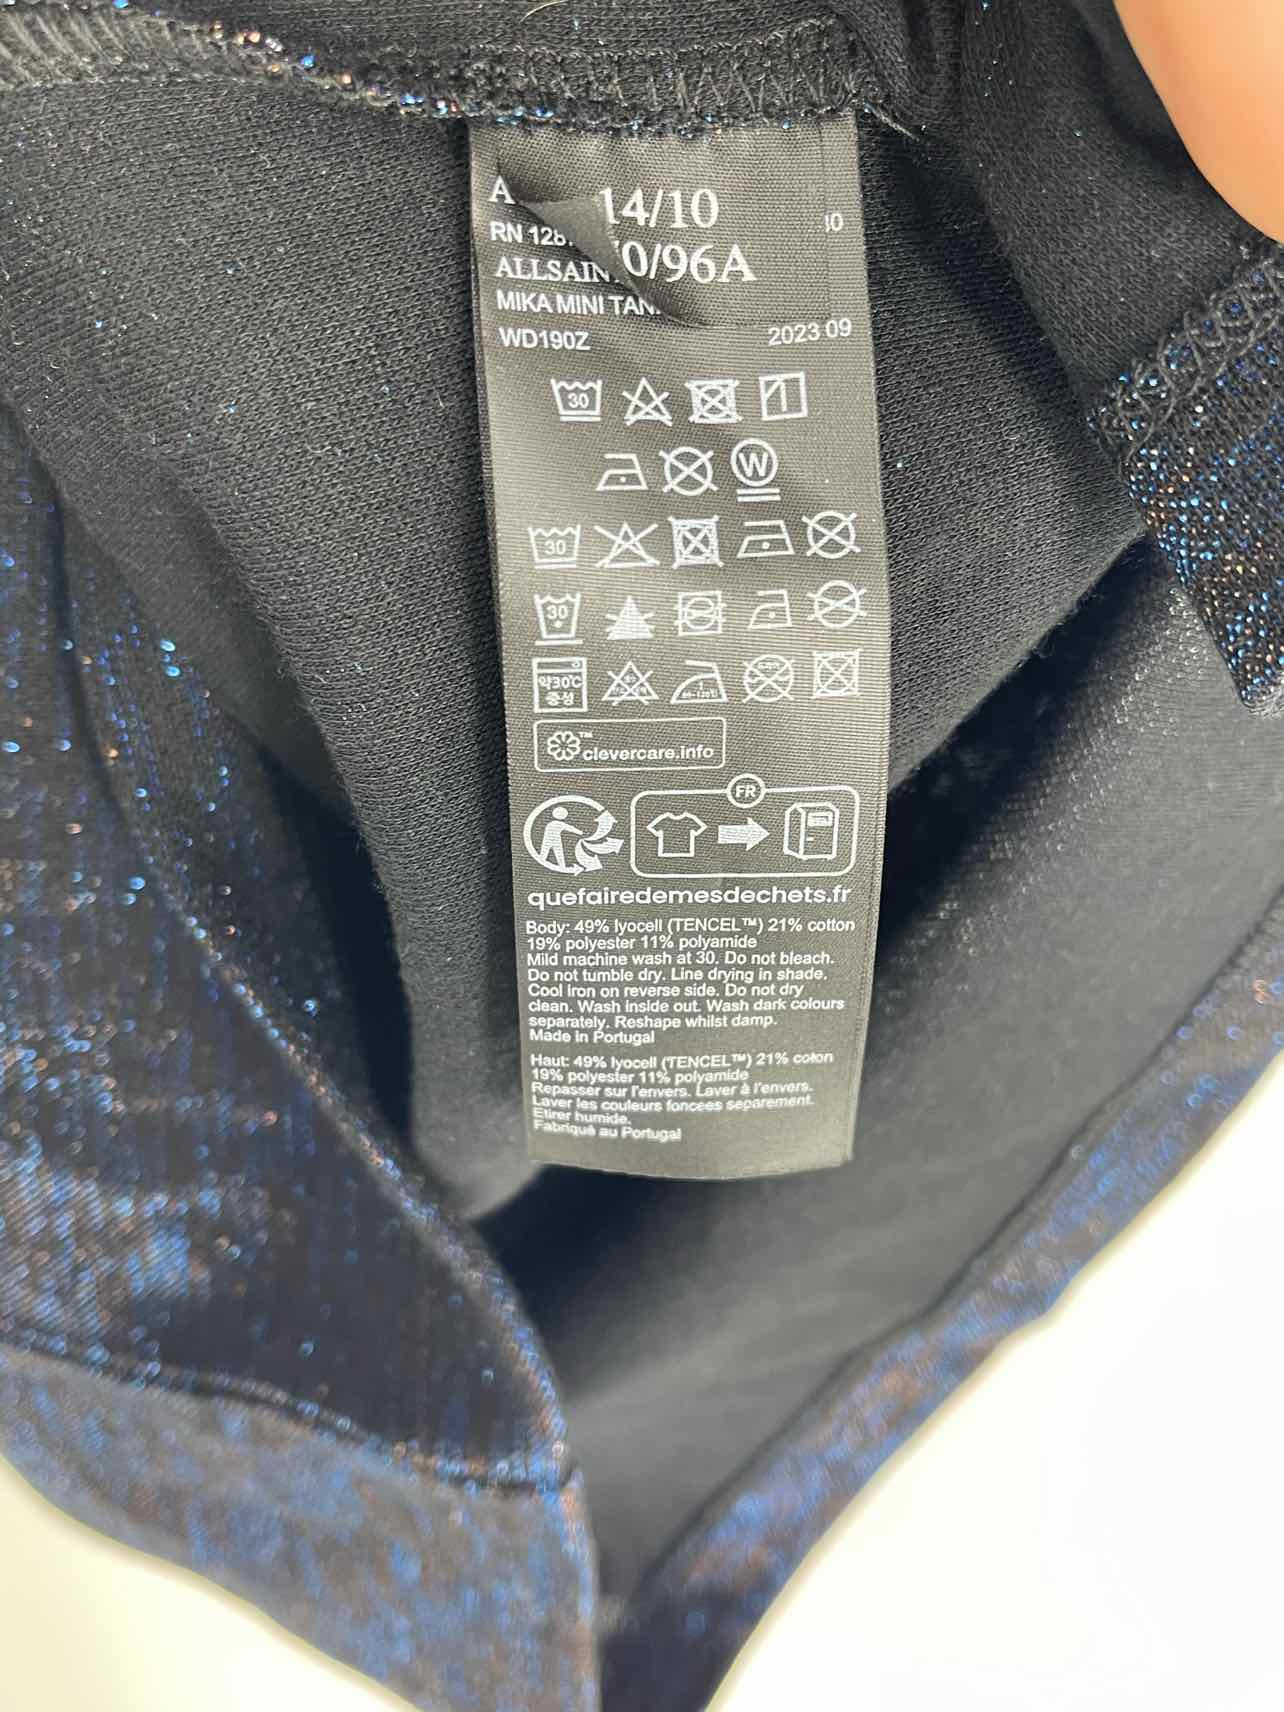 A 14/10
RN
0/96A
MIKA MINI
WD190Z 2023 09
30
W
30
30
약30℃
중성
clevercare.info
FR
quefairedemesdechets.fr
Body: 49% lyocell (TENCEL™) 21% cotton
19% polyester 11% polyamide
Mild machine wash at 30. Do not bleach.
Do not tumble dry. Line drying in shade.
Cool iron on reverse side. Do not dry
clean. Wash inside out. Wash dark colours
separately. Reshape whilst damp.
Made in Portugal
Haut: 49% lyocell (TENCEL™) 21% coton
19% polyester 11% polyamide
Repasser sur l'envers. Laver à l'envers.
Laver les couleurs foncees separement.
Etirer humide.
Fabriqué au Portugal